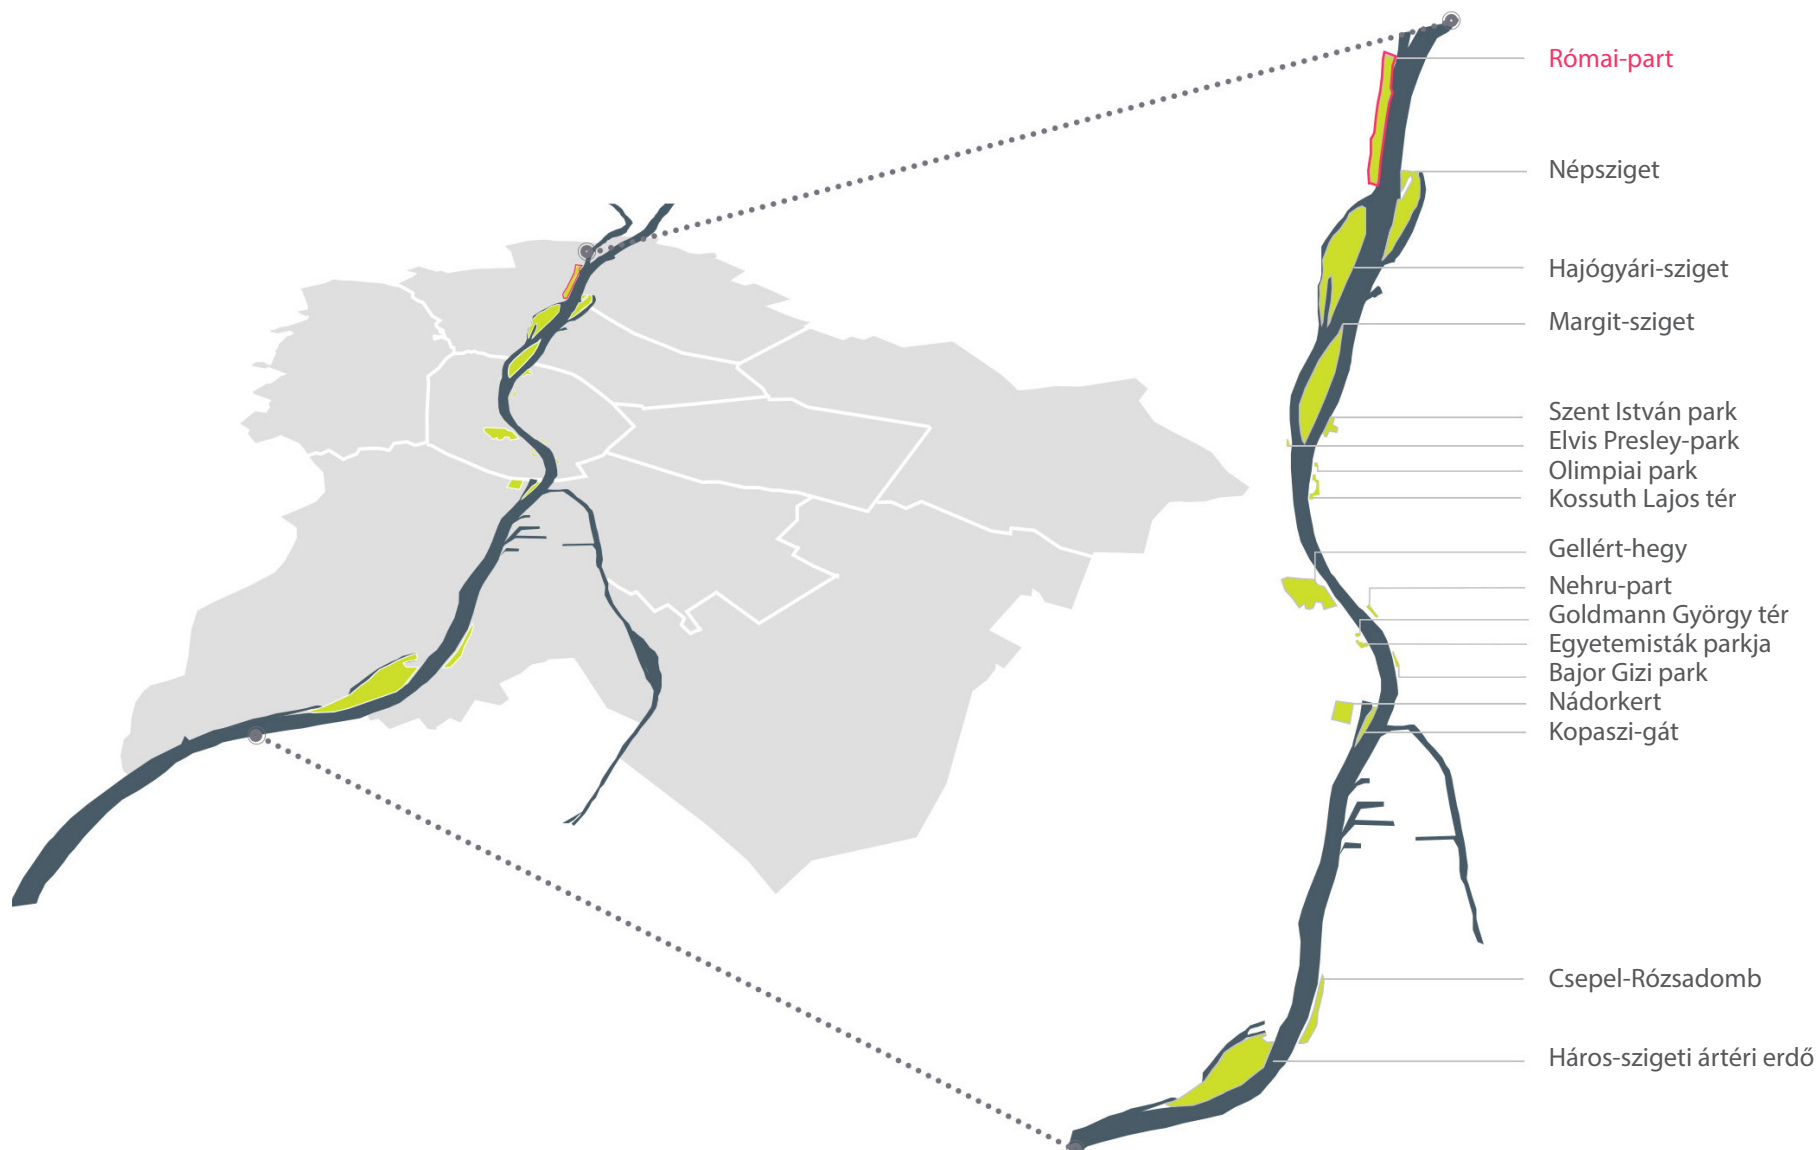 Római-part
Népsziget
Hajógyári-sziget
Margit-sziget
Szent István park
Elvis Presley-park
Olimpiai park
Kossuth Lajos tér
Gellért-hegy
Nehru-part
Goldmann György tér
Egyetemisták parkja
Bajor Gizi park
Nádorkert
Kopaszi-gát
Csepel-Rózsadomb
Háros-szigeti ártéri erdő